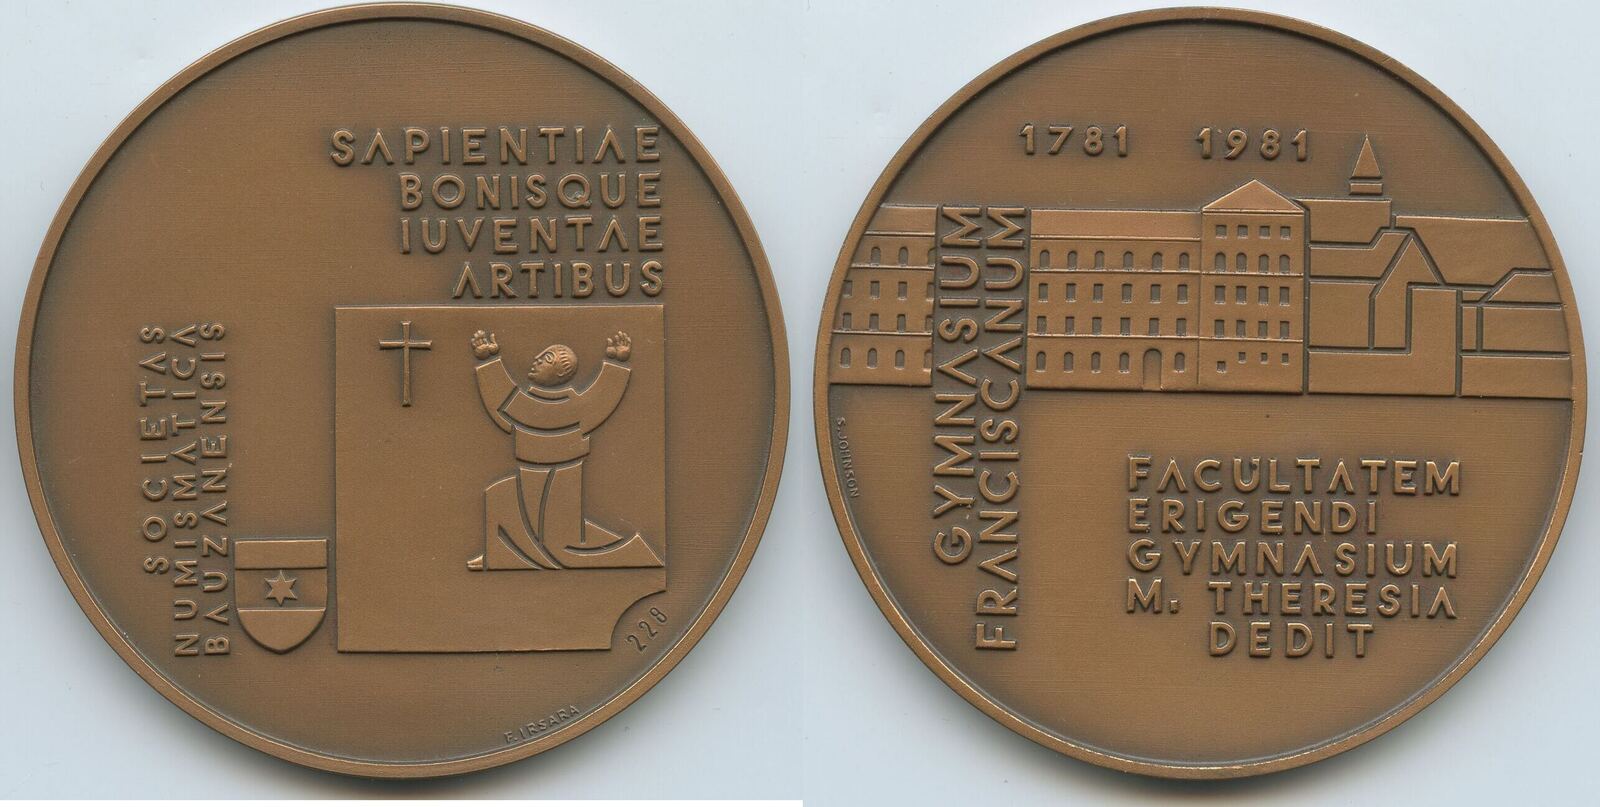 SAPIENTIAE
BONISQUE
IUVENTAE
ARTIBUS
SOCIETAS
NUMISMATICA
BAUZANENSIS
228
F. IRSARA
1781 1981
GYMNASIUM
FRANCISCANUM
S. JOHNSON
FACULTATEM
ERIGENDI
GYMNASIUM
M. THERESIA
DEDIT